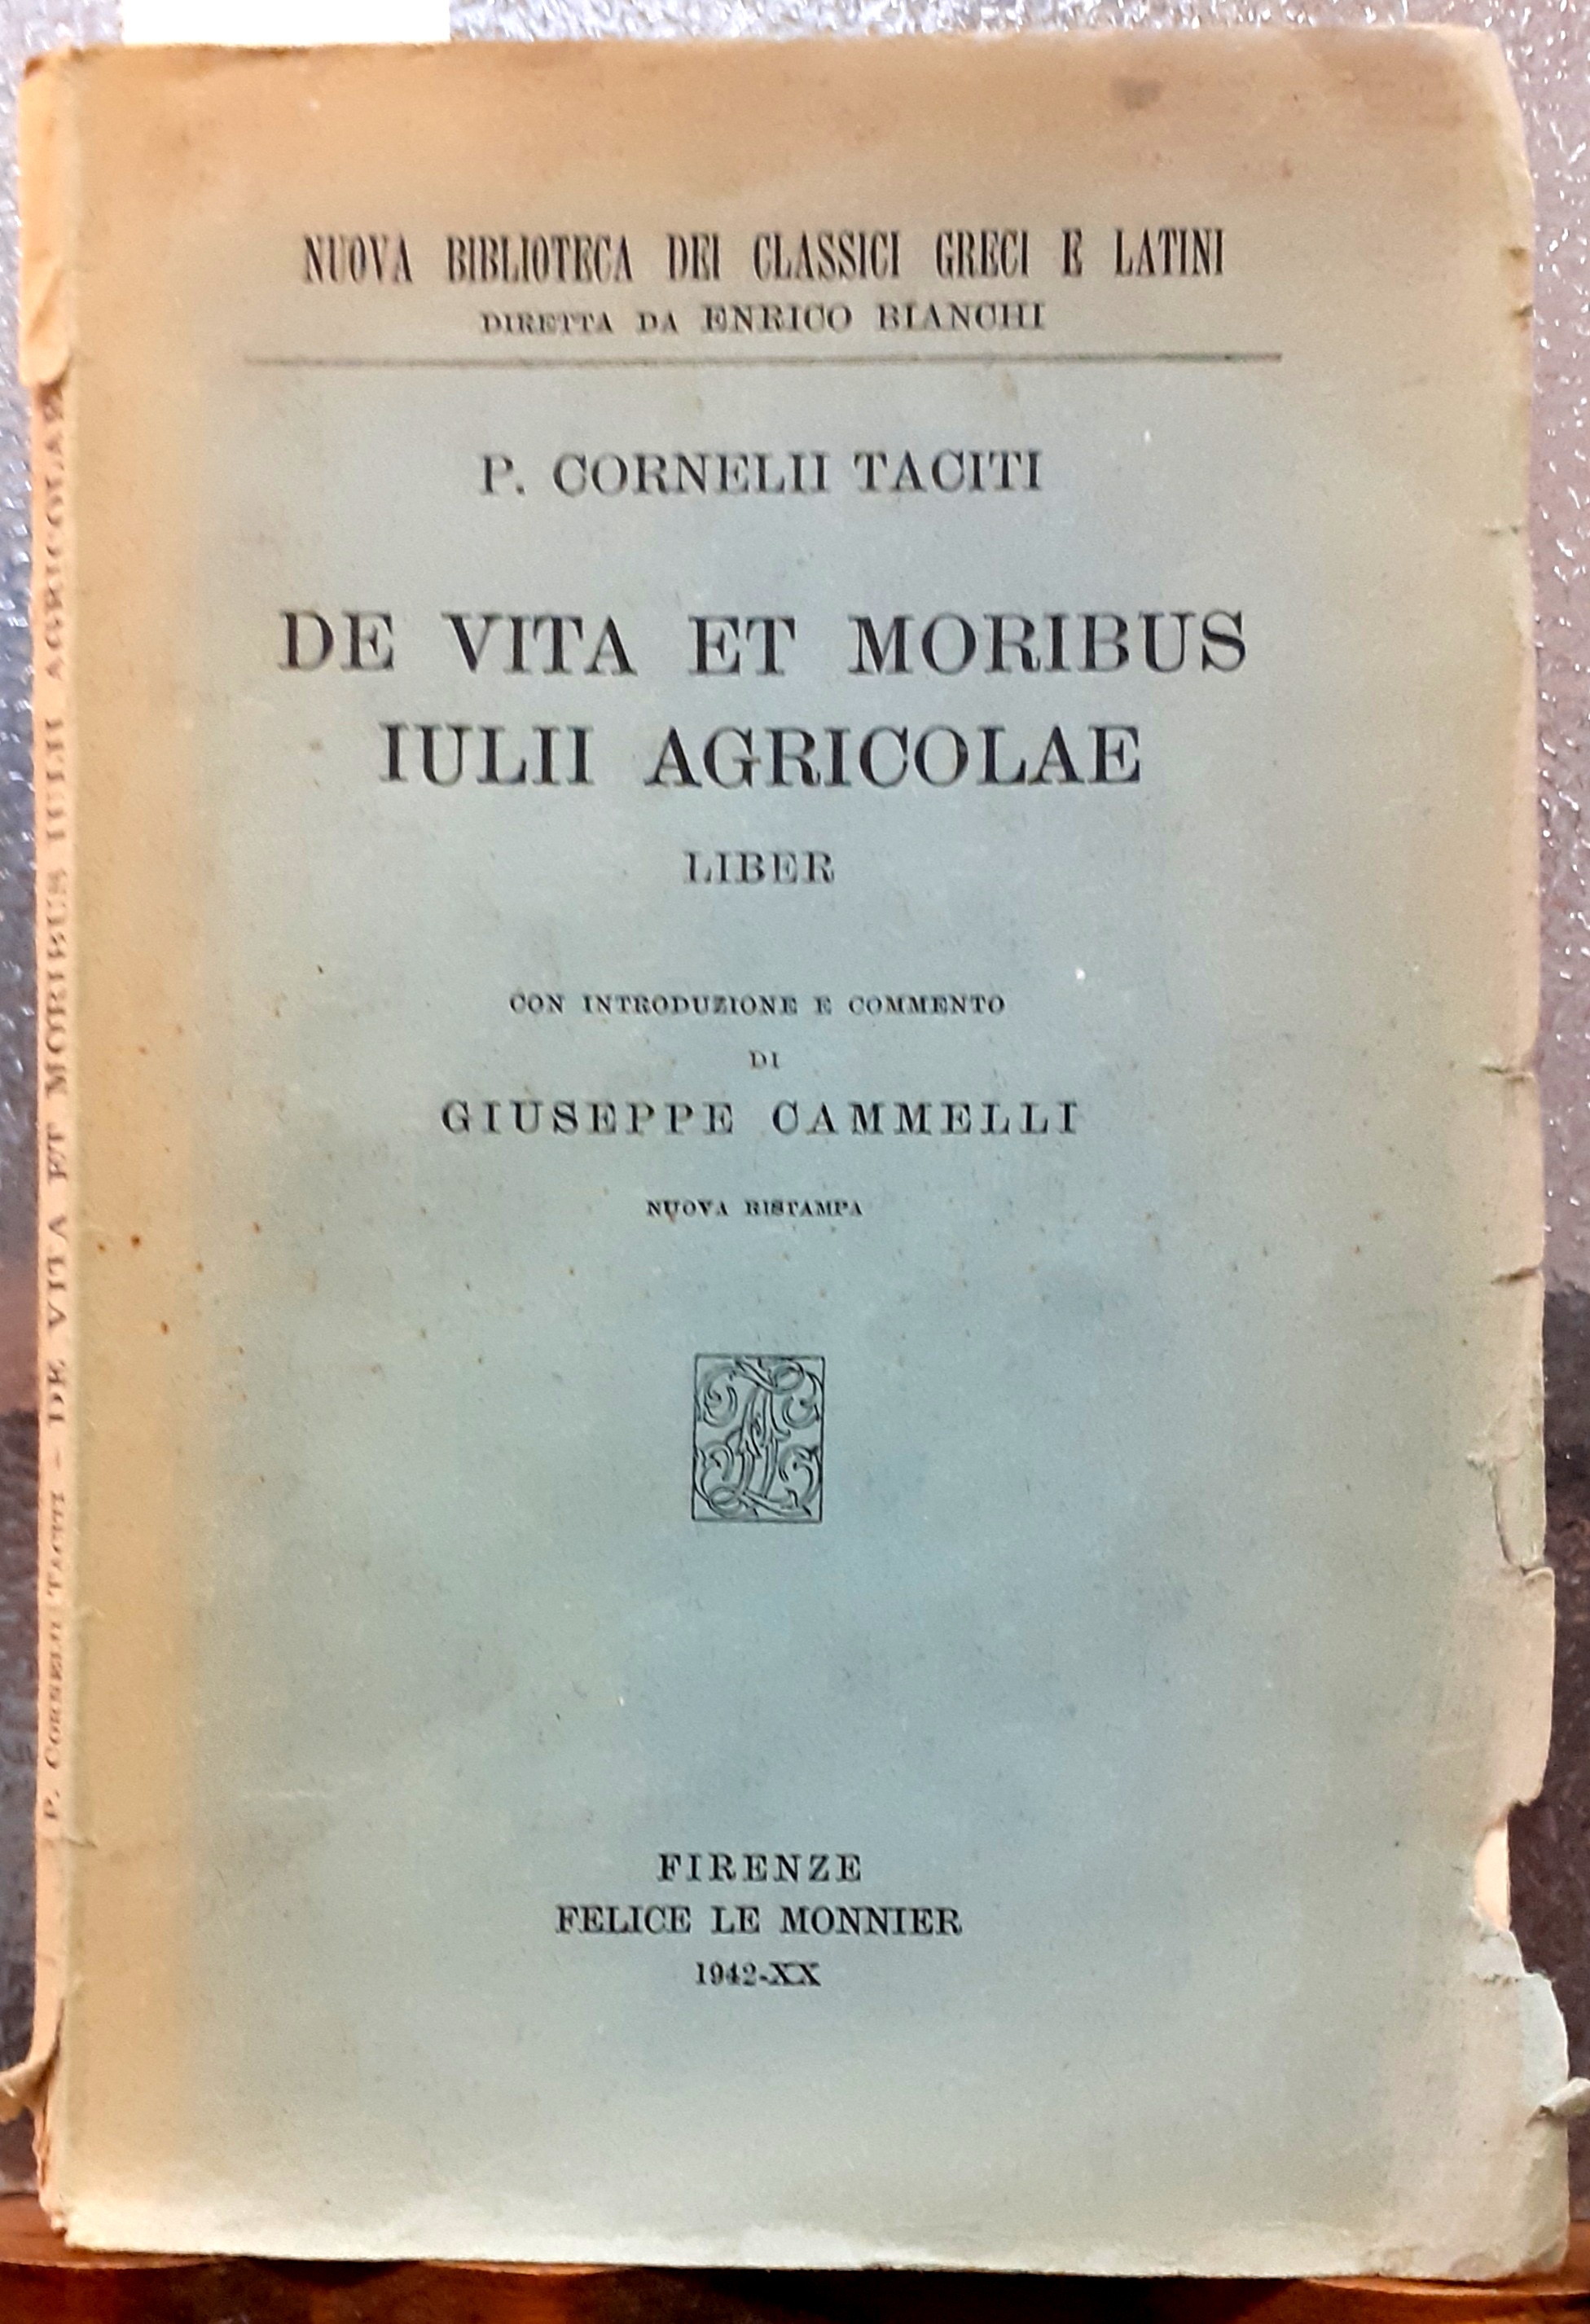 NUOVA BIBLIOTECA DEI CLASSICI GRECI E LATINI
DIRETTA DA ENRICO BIANCHI
P. CORNELII TACITI
DE VITA ET MORIBUS
IULII AGRICOLAE
LIBER
CON INTRODUZIONE E COMMENTO
DI
GIUSEPPE CAMMELLI
NUOVA RISTAMPA
FIRENZE
FELICE LE MONNIER
1942-XX
P. CORNELII TACITI - DE VITA ET MORIBUS IULII AGRICOLAE